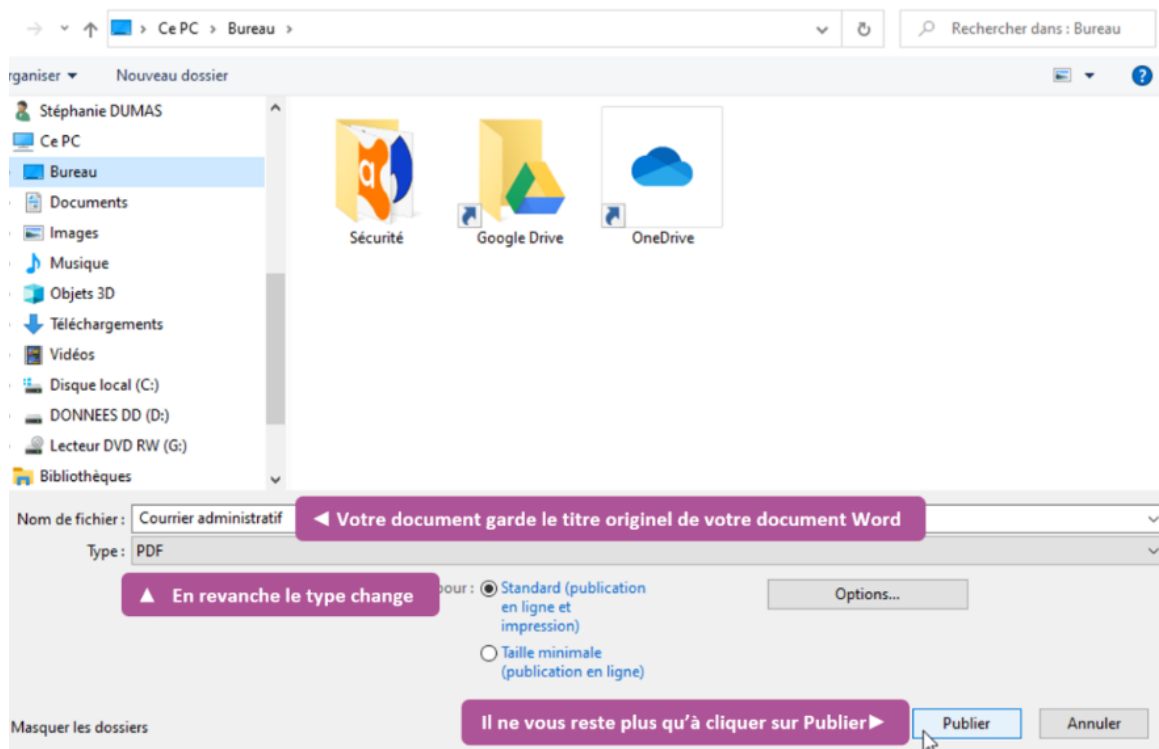 Ce PC > Bureau >
Rechercher dans : Bureau
rganiser
Nouveau dossier
Stéphanie DUMAS
Ce PC
Bureau
Documents
Images
Musique
Objets 3D
Téléchargements
Vidéos
Disque local (C:)
DONNEES DD (D:)
Lecteur DVD RW (G:)
Bibliothèques
Sécurité
Google Drive
OneDrive
Nom de fichier : Courrier administratif
◀ Votre document garde le titre originel de votre document Word
Type : PDF
▲ En revanche le type change
pour : Standard (publication
en ligne et
impression)
Taille minimale
(publication en ligne)
Options...
Masquer les dossiers
Il ne vous reste plus qu'à cliquer sur Publier▶
Publier
Annuler